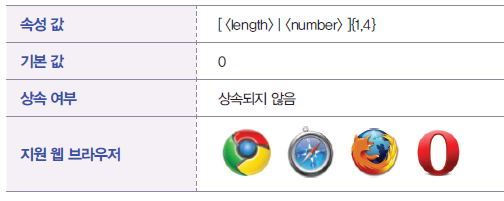 속성 값 [ 〈length〉 | 〈number〉 ]{1,4}
기본 값 0
상속 여부 상속되지 않음
지원 웹 브라우저